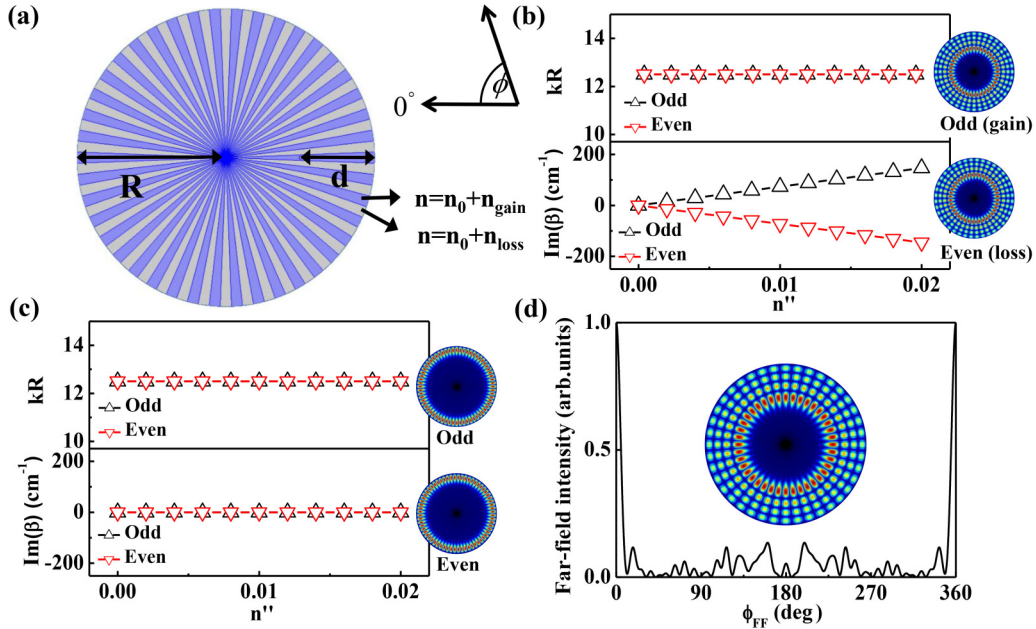 (a)
0°
ϕ
R
d
n=n₀+n_gain
n=n₀+n_loss
(b)
kR
14
12
10
Odd
Even
Odd (gain)
Im(β) (cm⁻¹)
200
0
-200
Odd
Even
Even (loss)
0.00
0.01
0.02
n''
(c)
kR
14
12
10
Odd
Even
Odd
Im(β) (cm⁻¹)
200
0
-200
Odd
Even
Even
0.00
0.01
0.02
n''
(d)
Far-field intensity (arb.units)
1.0
0.5
0.0
0
90
180
270
360
ϕ_FF (deg)